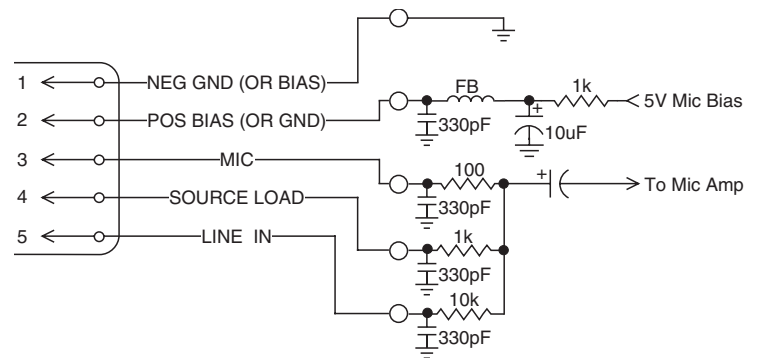 1 NEG GND (OR BIAS)
FB 1k 5V Mic Bias
2 POS BIAS (OR GND) 330pF + 10uF
3 MIC 100 + To Mic Amp
330pF
4 SOURCE LOAD 1k
330pF
5 LINE IN 10k
330pF